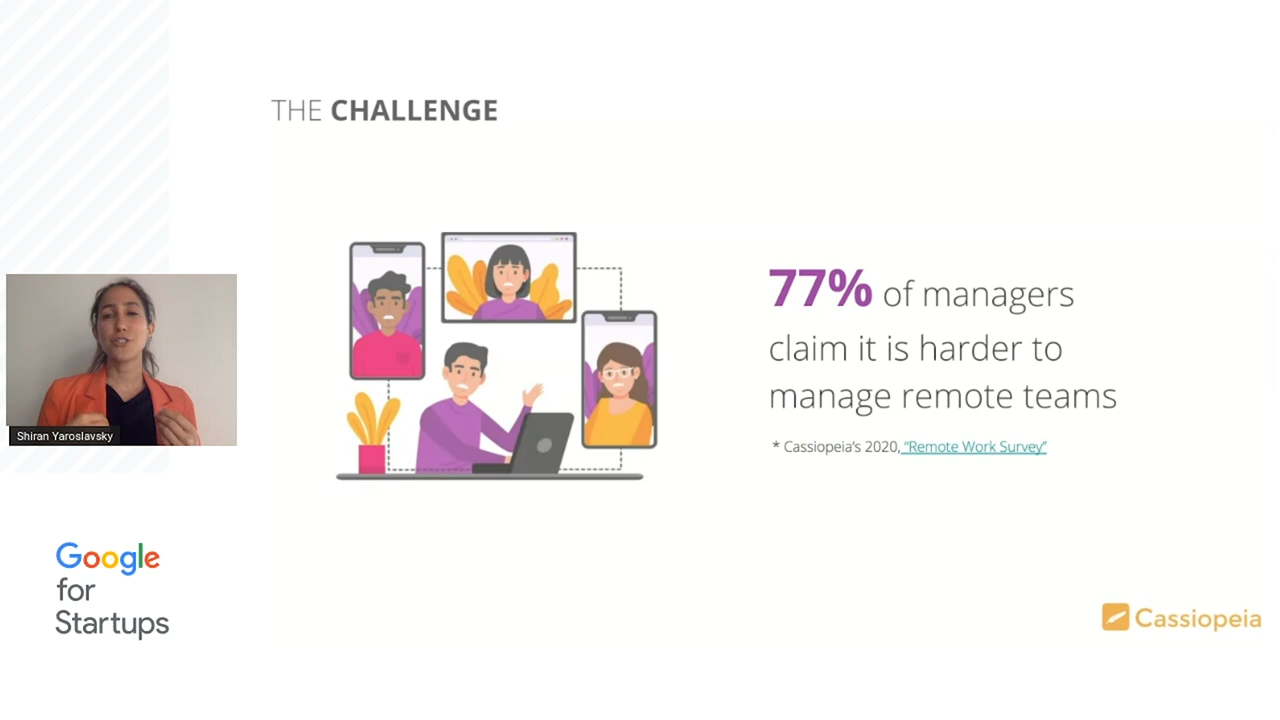 THE CHALLENGE
77% of managers
claim it is harder to
manage remote teams
* Cassiopeia's 2020, "Remote Work Survey"
Shiran Yaroslavsky
Google
for
Startups
Cassiopeia